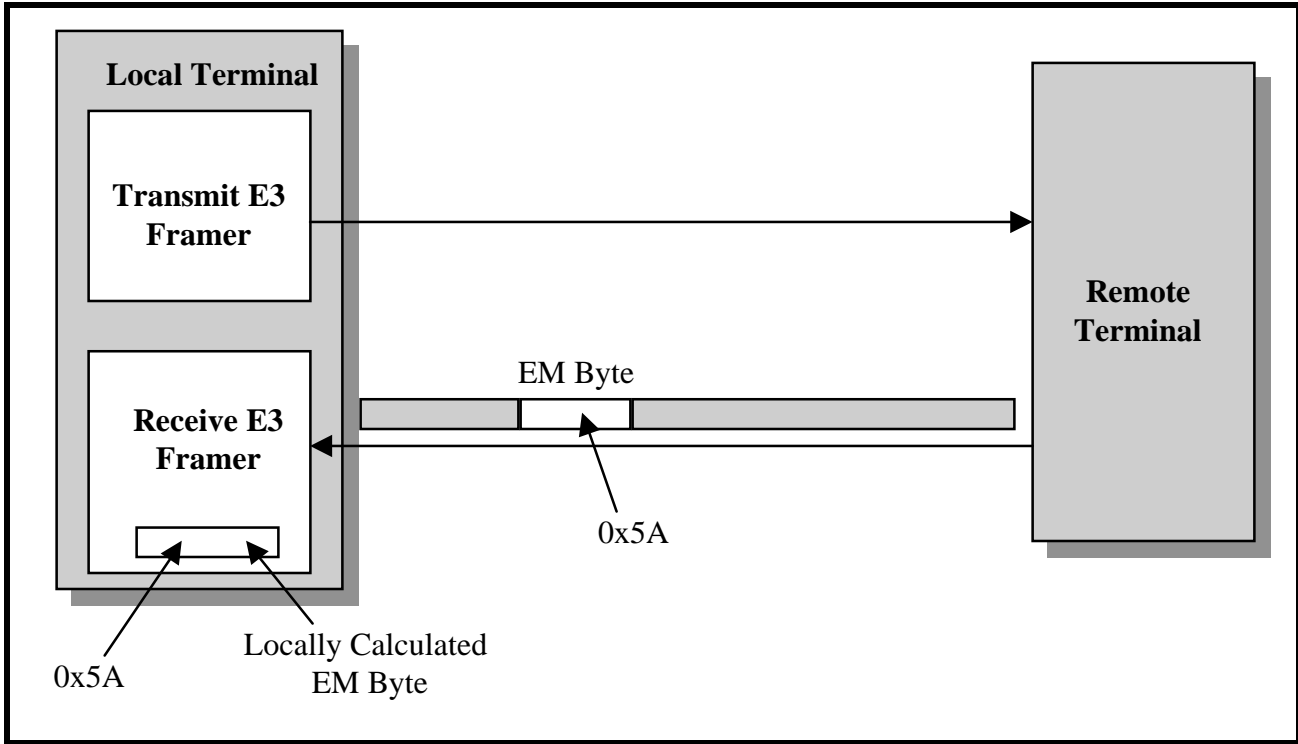 Local Terminal
Transmit E3
Framer
Remote
Terminal
EM Byte
Receive E3
Framer
0x5A
Locally Calculated
EM Byte
0x5A